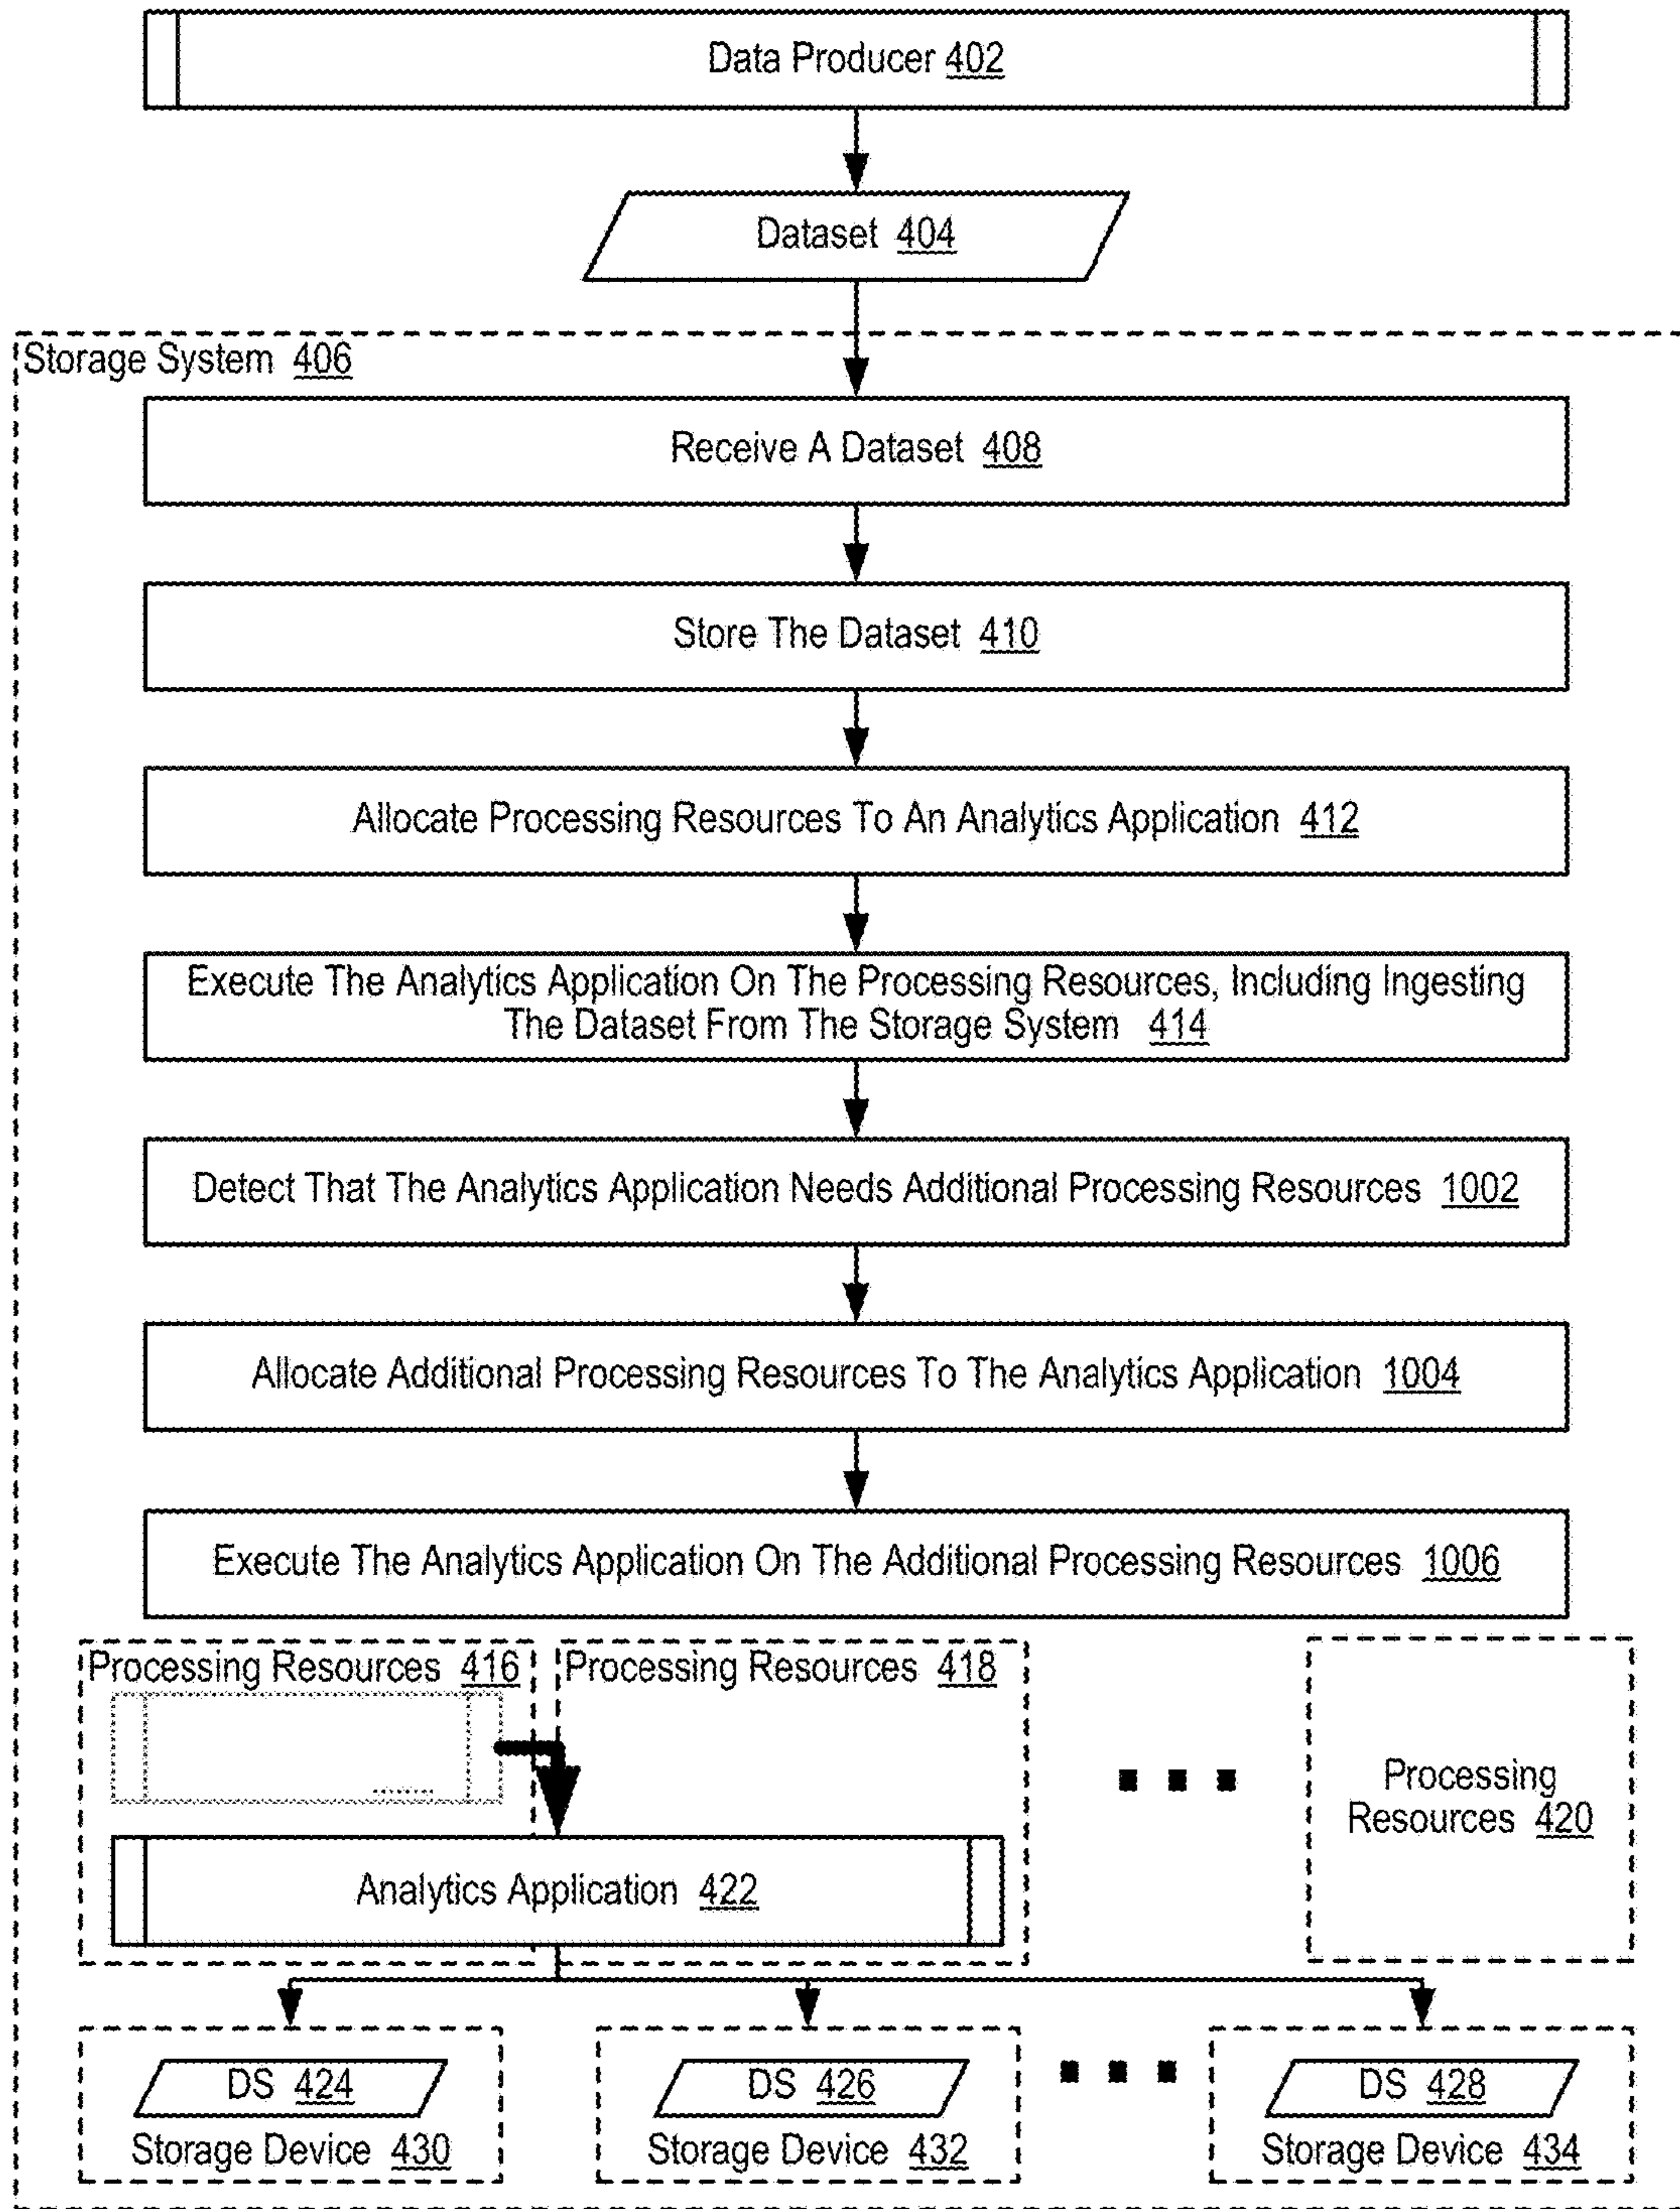 Data Producer 402
Dataset 404
Storage System 406
Receive A Dataset 408
Store The Dataset 410
Allocate Processing Resources To An Analytics Application 412
Execute The Analytics Application On The Processing Resources, Including Ingesting
The Dataset From The Storage System 414
Detect That The Analytics Application Needs Additional Processing Resources 1002
Allocate Additional Processing Resources To The Analytics Application 1004
Execute The Analytics Application On The Additional Processing Resources 1006
Processing Resources 416
Processing Resources 418
Processing
Resources 420
Analytics Application 422
DS 424
Storage Device 430
DS 426
Storage Device 432
DS 428
Storage Device 434